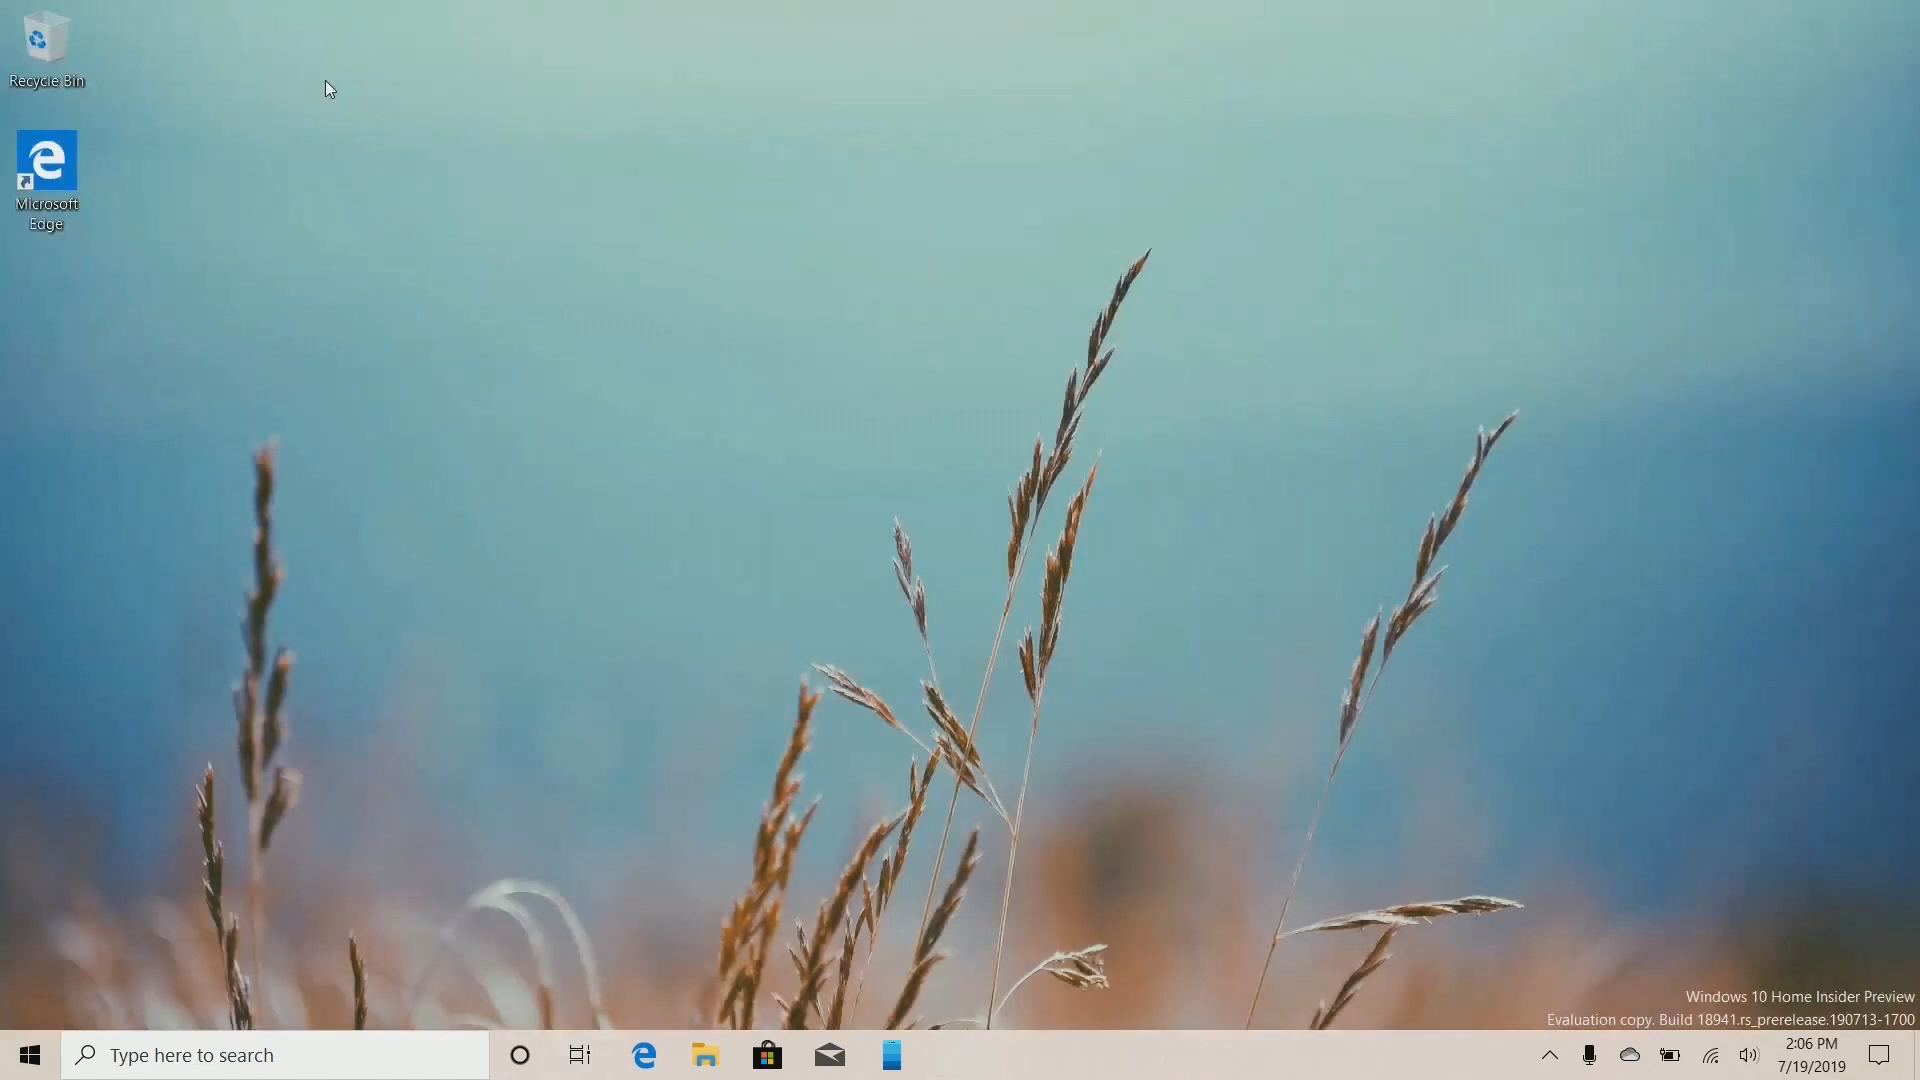 Recycle Bin
Microsoft
Edge
Windows 10 Home Insider Preview
Evaluation copy. Build 18941.rs_prerelease.190713-1700
Type here to search
2:06 PM
7/19/2019